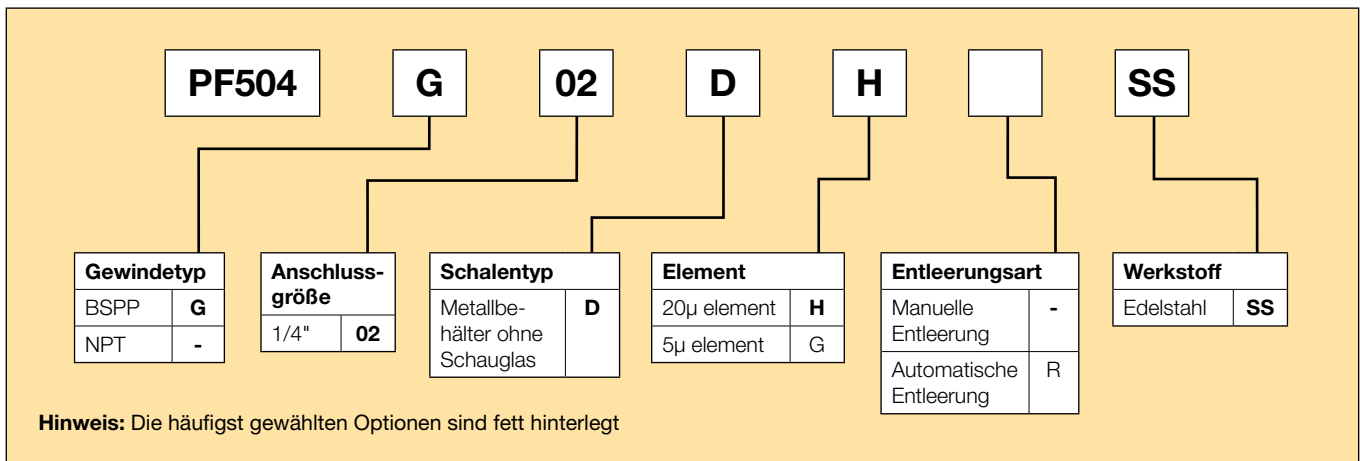 PF504 G 02 D H SS
Gewindetyp
BSPP G
NPT -
Anschluss-
größe
1/4" 02
Schalentyp
Metallbe- D
hälter ohne
Schauglas
Element
20µ element H
5µ element G
Entleerungsart
Manuelle -
Entleerung
Automatische R
Entleerung
Werkstoff
Edelstahl SS
Hinweis: Die häufigst gewählten Optionen sind fett hinterlegt